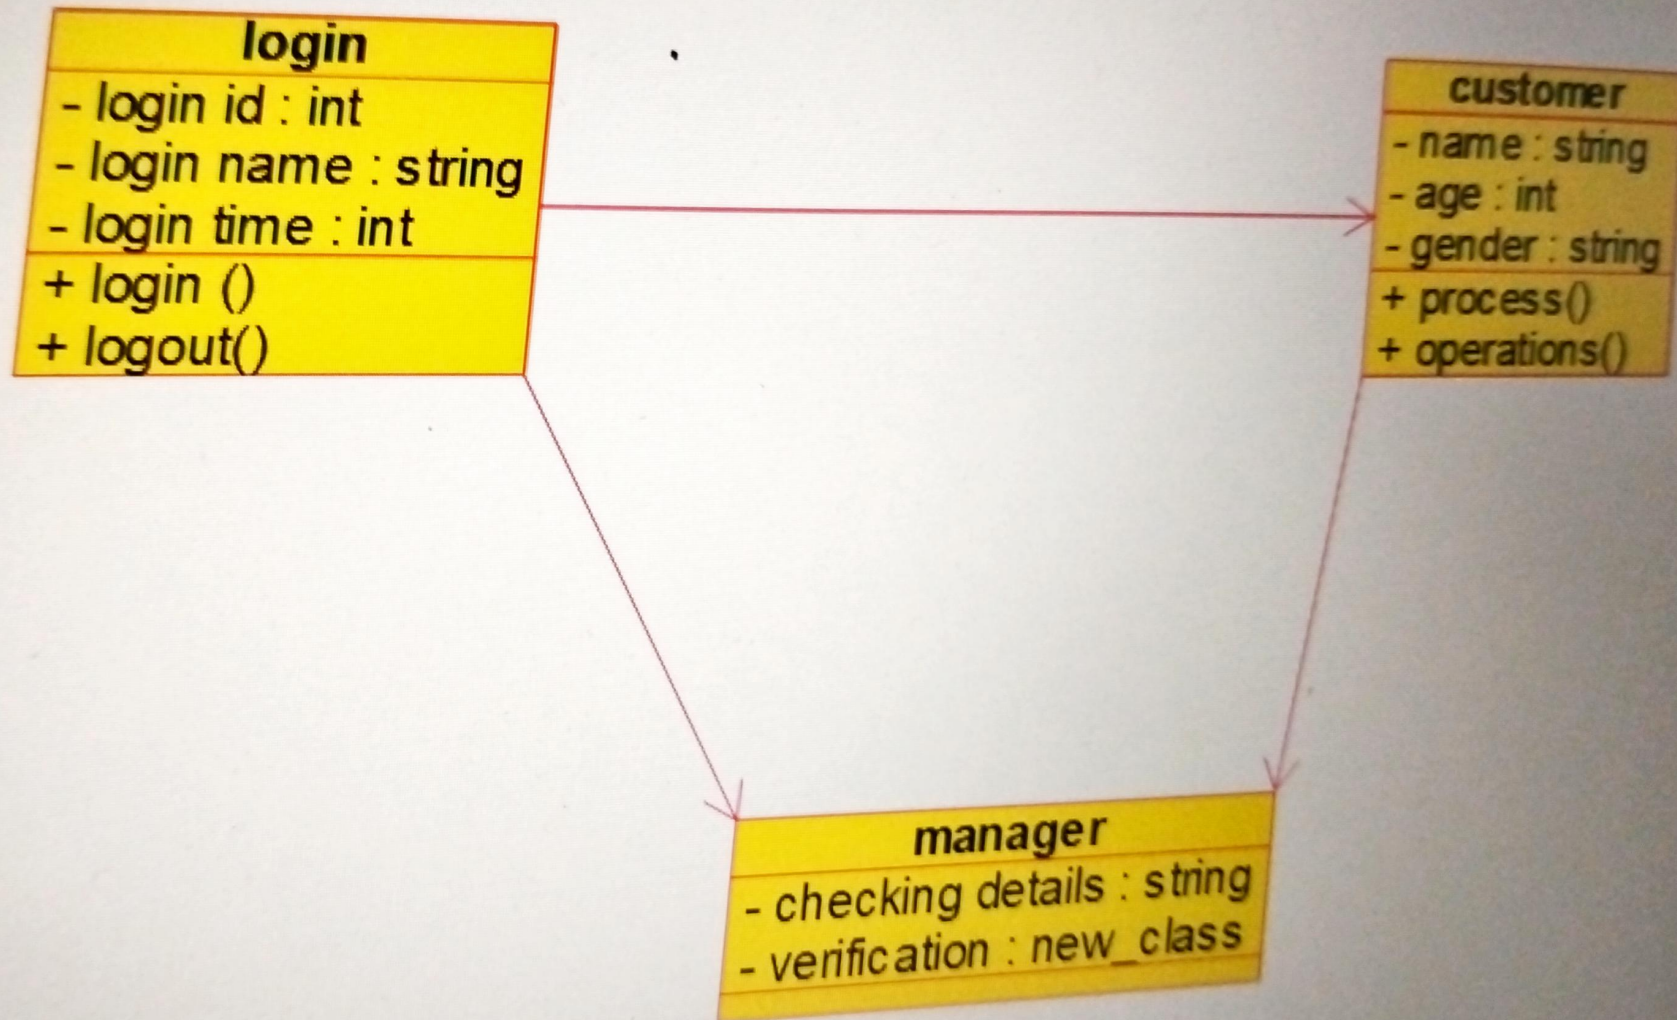 login
- login id : int
- login name : string
- login time : int
+ login ()
+ logout()
customer
- name : string
- age : int
- gender : string
+ process()
+ operations()
manager
- checking details : string
- verification : new_class